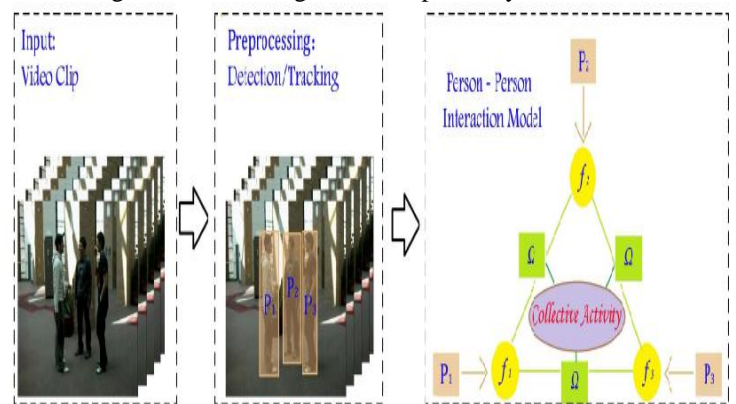 Input:
Video Clip
Preprocessing:
Detection/Tracking
P₁
P₂
P₃
Person - Person
Interaction Model
P₂
f₂
Ω
Ω
Collective Activity
P₁
f₁
Ω
f₃
P₃